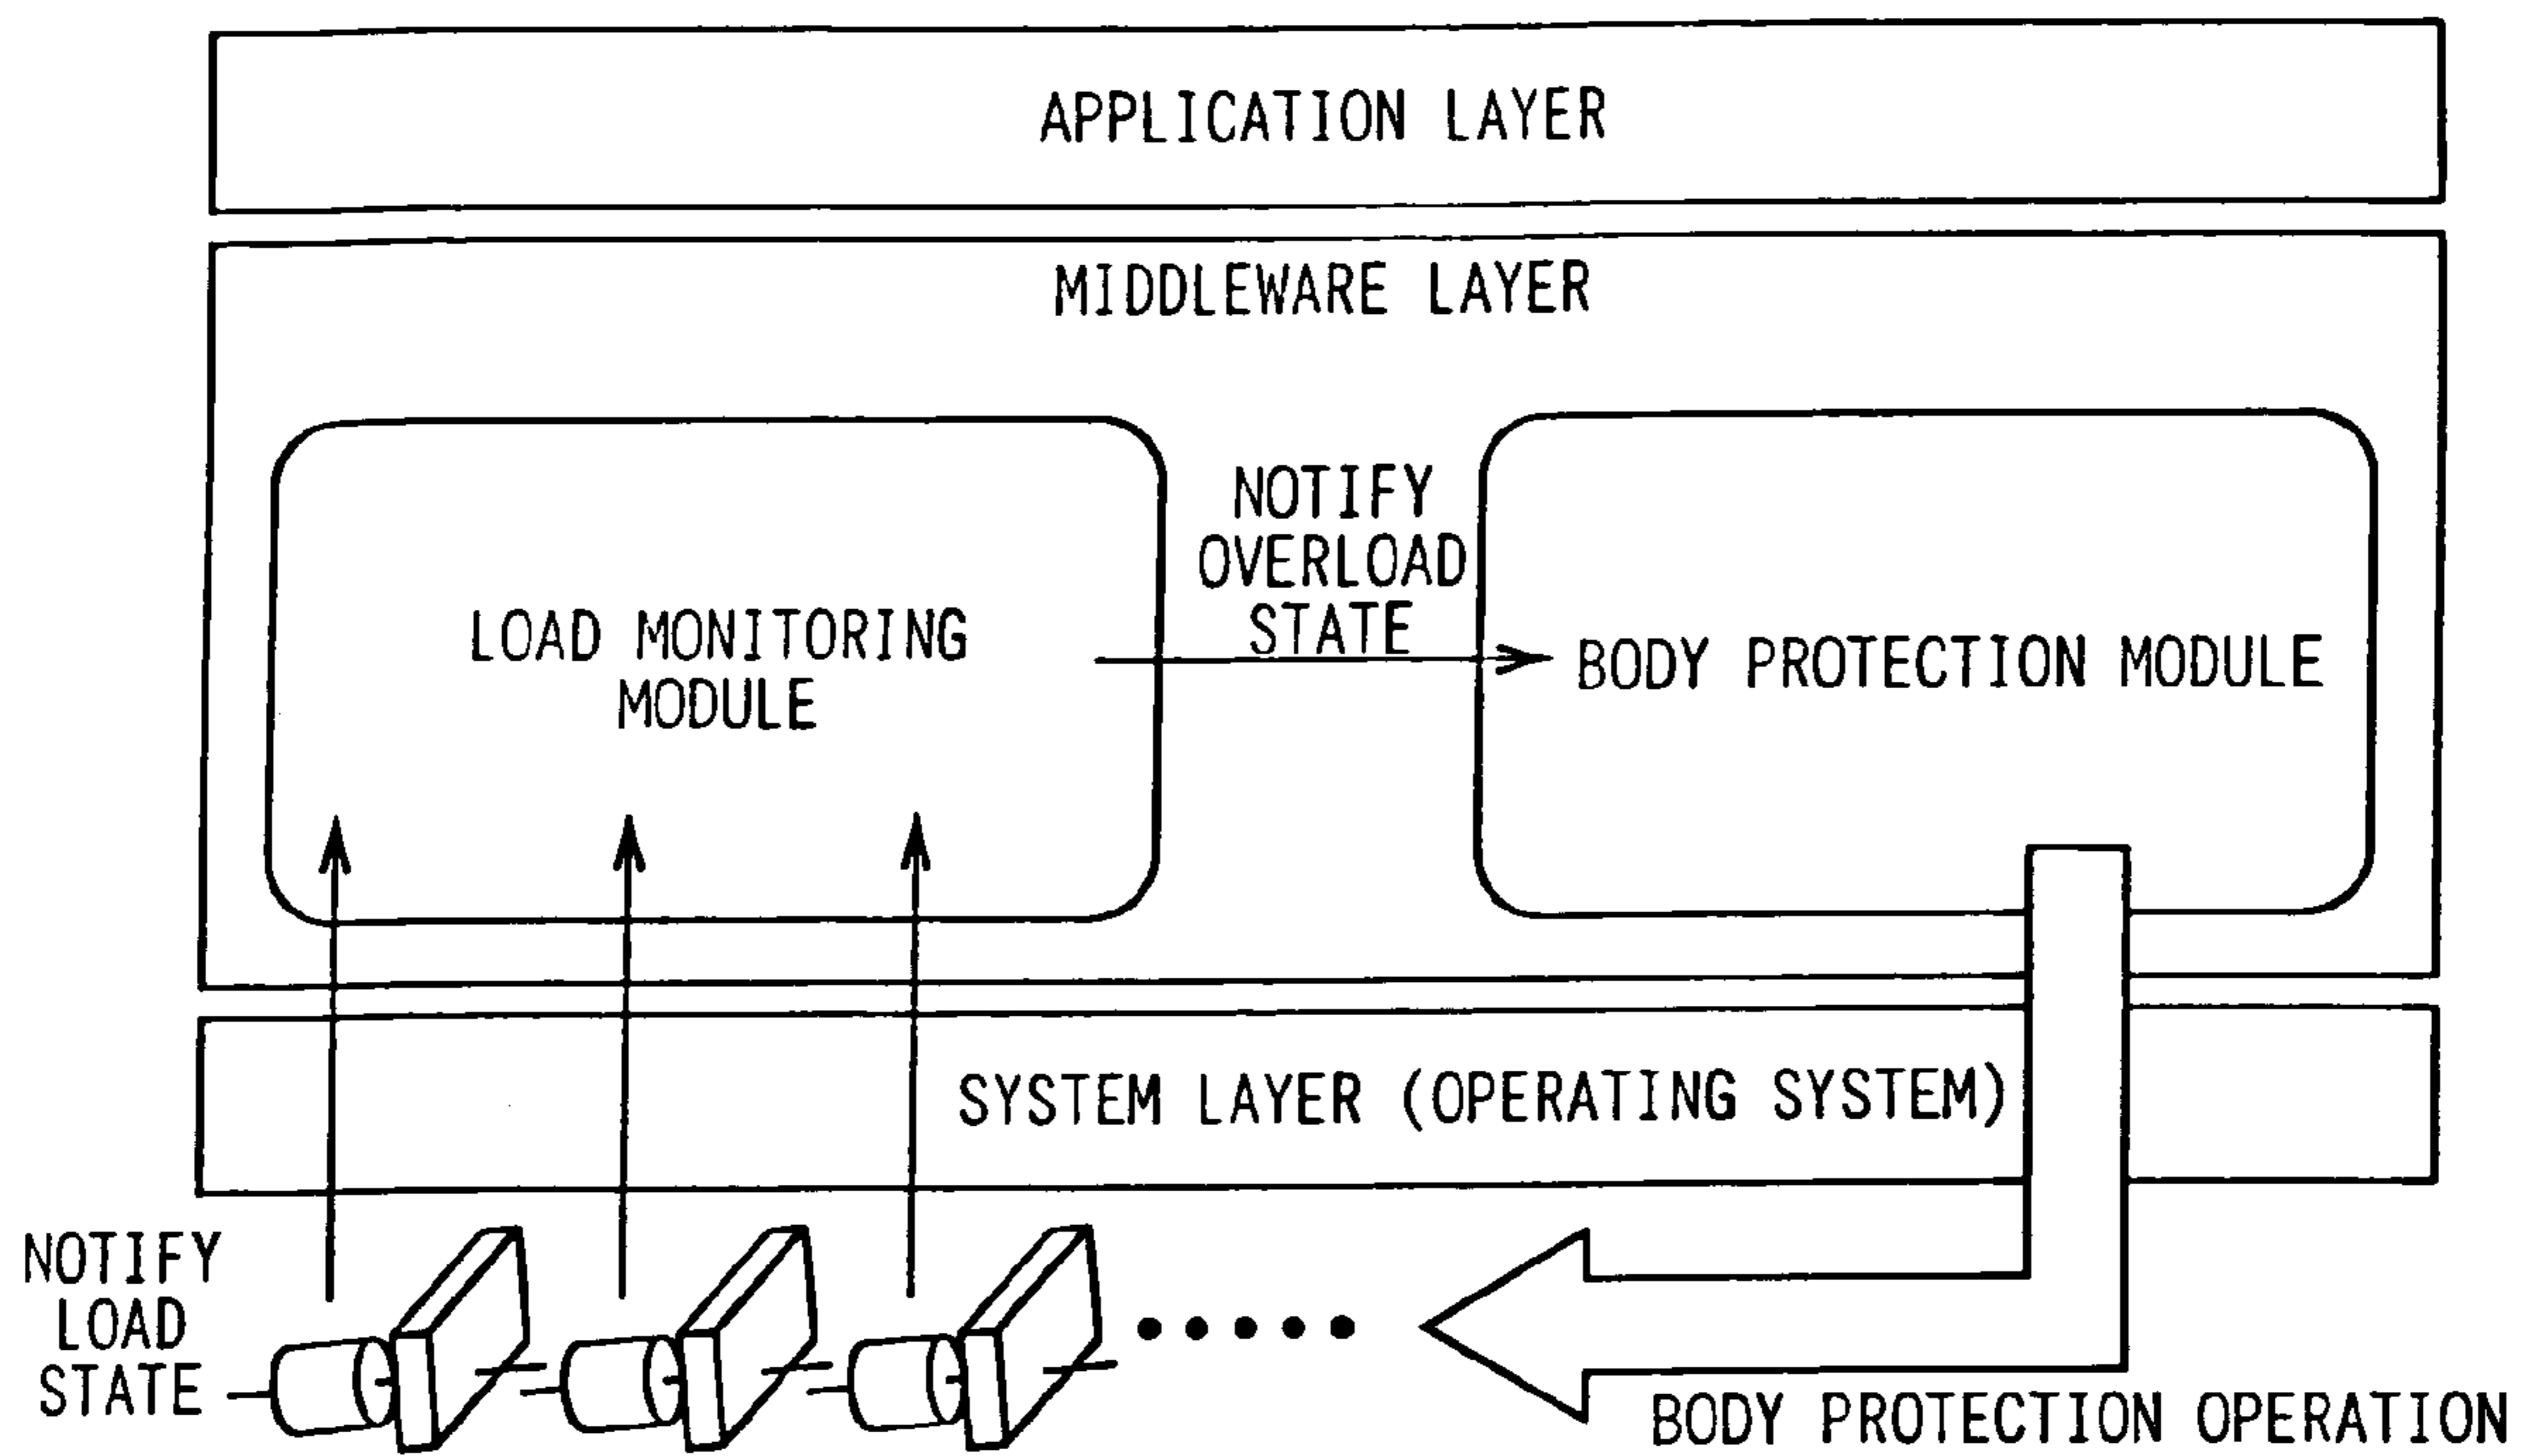 APPLICATION LAYER
MIDDLEWARE LAYER
NOTIFY
OVERLOAD
STATE
LOAD MONITORING
MODULE
BODY PROTECTION MODULE
SYSTEM LAYER (OPERATING SYSTEM)
NOTIFY
LOAD
STATE
BODY PROTECTION OPERATION